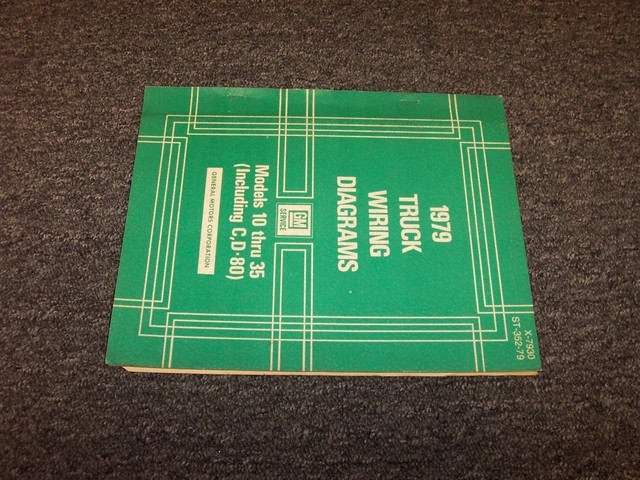 X-7930
ST-352-79
1979
TRUCK
WIRING
DIAGRAMS
GM
SERVICE
Models 10 thru 35
(Including C,D-80)
GENERAL MOTORS CORPORATION